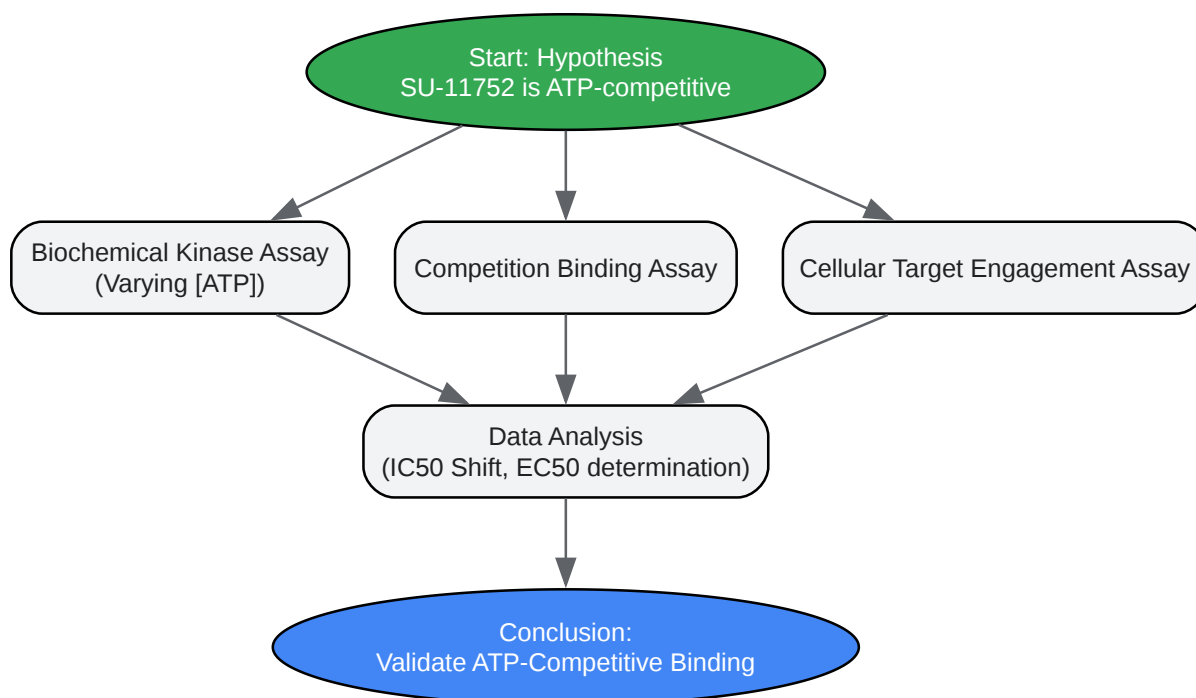 Start: Hypothesis
SU-11752 is ATP-competitive
Biochemical Kinase Assay
(Varying [ATP])
Competition Binding Assay
Cellular Target Engagement Assay
Data Analysis
(IC50 Shift, EC50 determination)
Conclusion:
Validate ATP-Competitive Binding